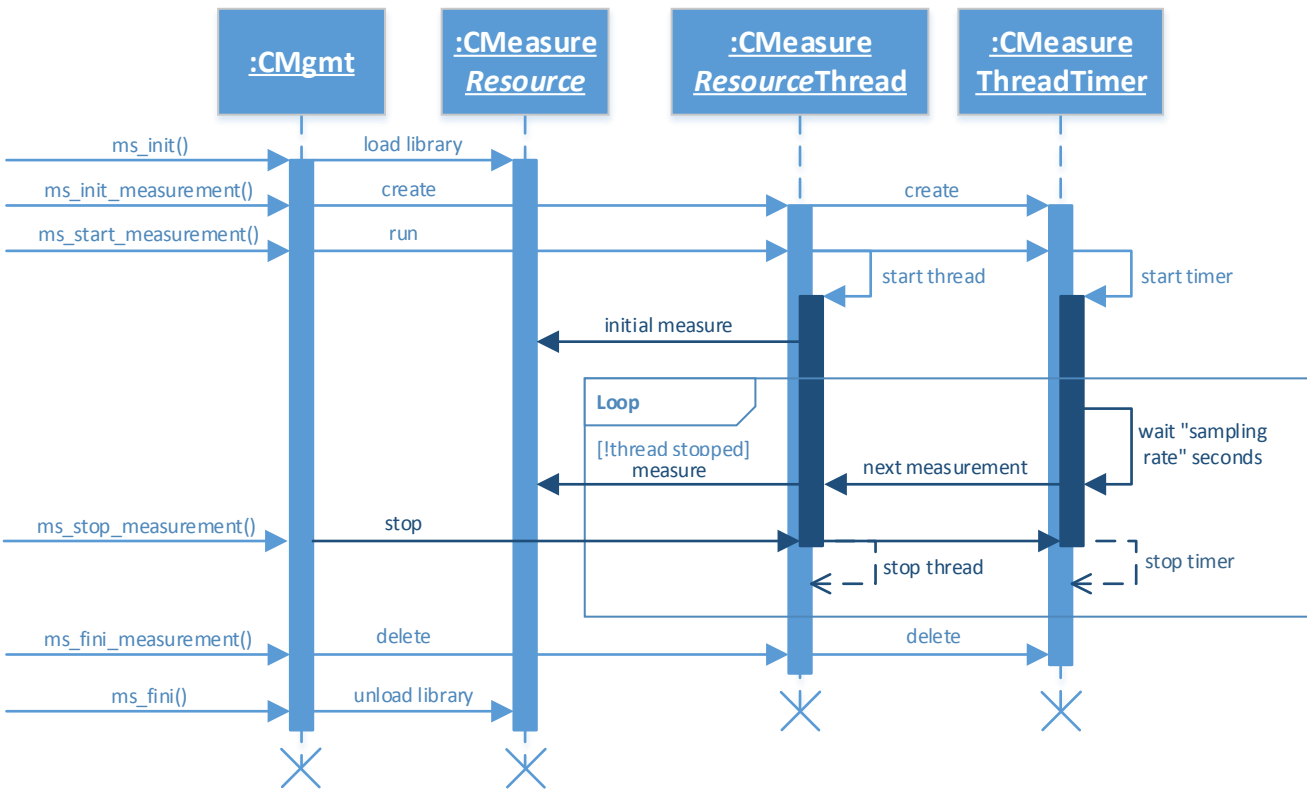 :CMgmt
:CMeasure
Resource
:CMeasure
ResourceThread
:CMeasure
ThreadTimer
ms_init()
load library
ms_init_measurement()
create
create
ms_start_measurement()
run
start thread
start timer
initial measure
Loop
[!thread stopped]
wait "sampling
rate" seconds
measure
next measurement
ms_stop_measurement()
stop
stop thread
stop timer
ms_fini_measurement()
delete
delete
ms_fini()
unload library